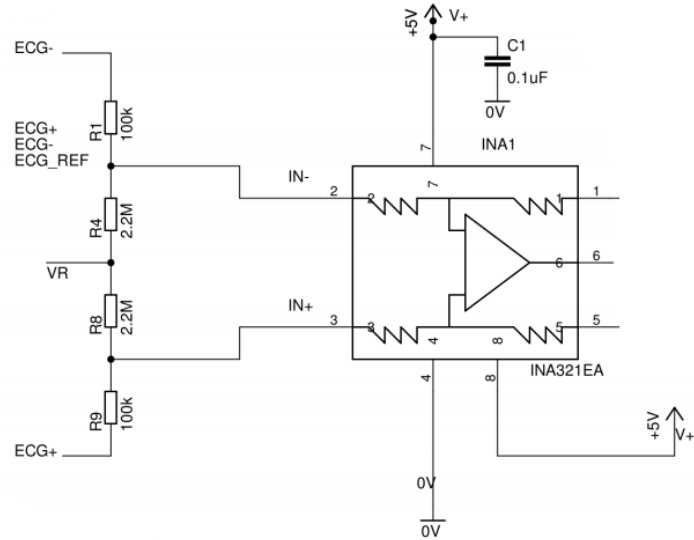 +5V
V+
ECG-
C1
0.1uF
0V
R1
100k
ECG+
ECG-
ECG_REF
7
INA1
IN-
2
2
7
1
1
R4
2.2M
VR
6
6
R8
2.2M
IN+
3
3
4
8
5
5
INA321EA
4
8
R9
100k
ECG+
+5V
V+
0V
0V